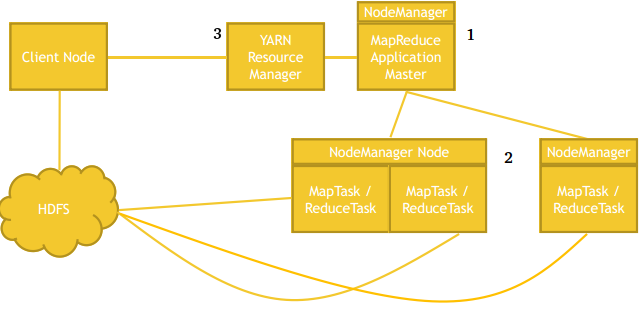 NodeManager
3
1
Client Node
YARN
Resource
Manager
MapReduce
Application
Master
NodeManager Node
2
NodeManager
HDFS
MapTask /
ReduceTask
MapTask /
ReduceTask
MapTask /
ReduceTask